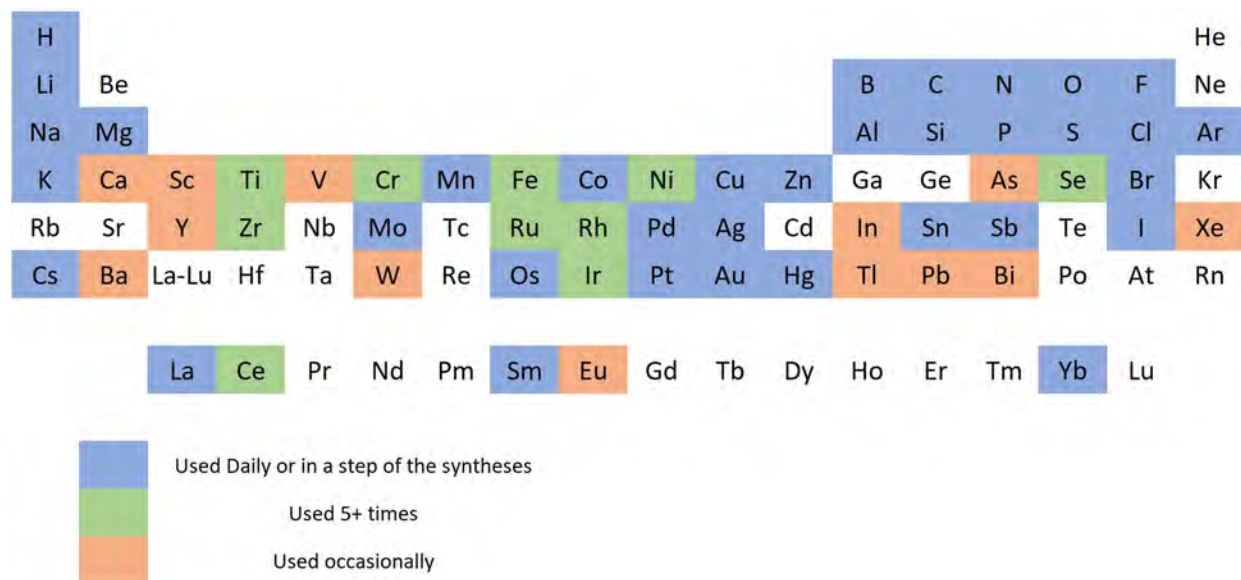 H He
Li Be B C N O F Ne
Na Mg Al Si P S Cl Ar
K Ca Sc Ti V Cr Mn Fe Co Ni Cu Zn Ga Ge As Se Br Kr
Rb Sr Y Zr Nb Mo Tc Ru Rh Pd Ag Cd In Sn Sb Te I Xe
Cs Ba La-Lu Hf Ta W Re Os Ir Pt Au Hg Tl Pb Bi Po At Rn
La Ce Pr Nd Pm Sm Eu Gd Tb Dy Ho Er Tm Yb Lu
Used Daily or in a step of the syntheses
Used 5+ times
Used occasionally